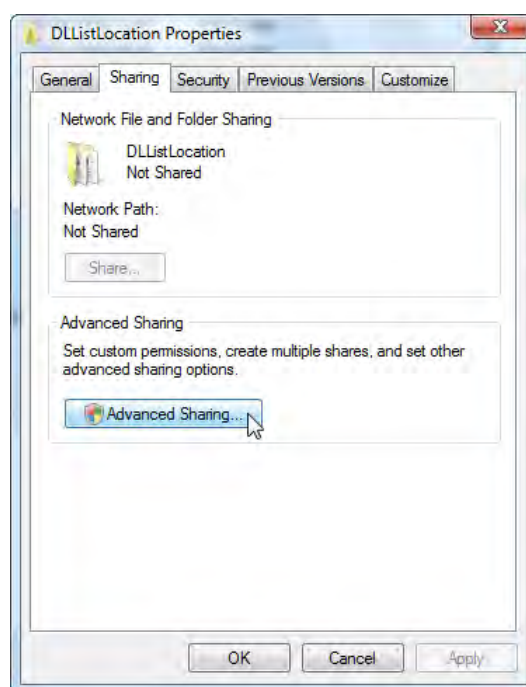 DLListLocation Properties
General Sharing Security Previous Versions Customize
Network File and Folder Sharing
DLListLocation
Not Shared
Network Path:
Not Shared
Share...
Advanced Sharing
Set custom permissions, create multiple shares, and set other
advanced sharing options.
Advanced Sharing...
OK Cancel Apply